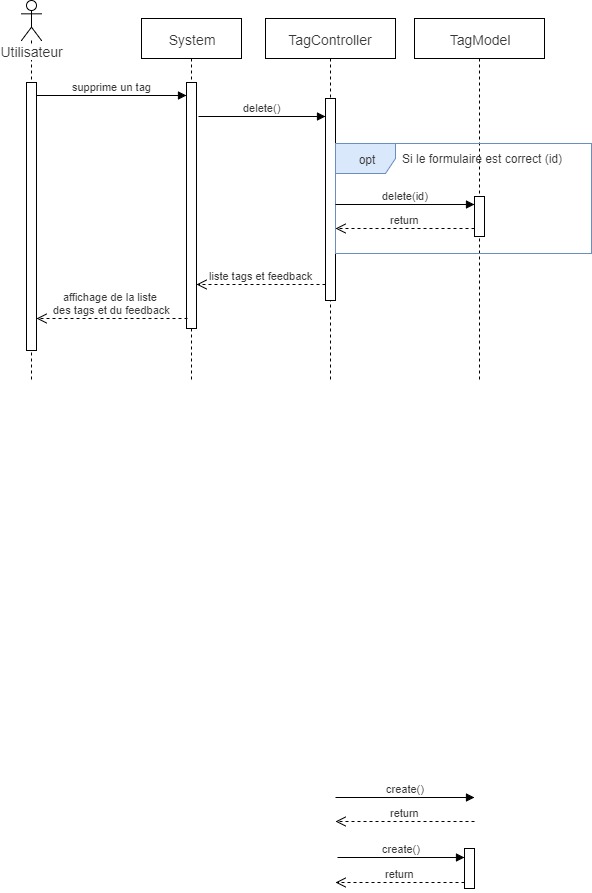 Utilisateur
System
TagController
TagModel
supprime un tag
delete()
opt
Si le formulaire est correct (id)
delete(id)
return
liste tags et feedback
affichage de la liste
des tags et du feedback
create()
return
create()
return